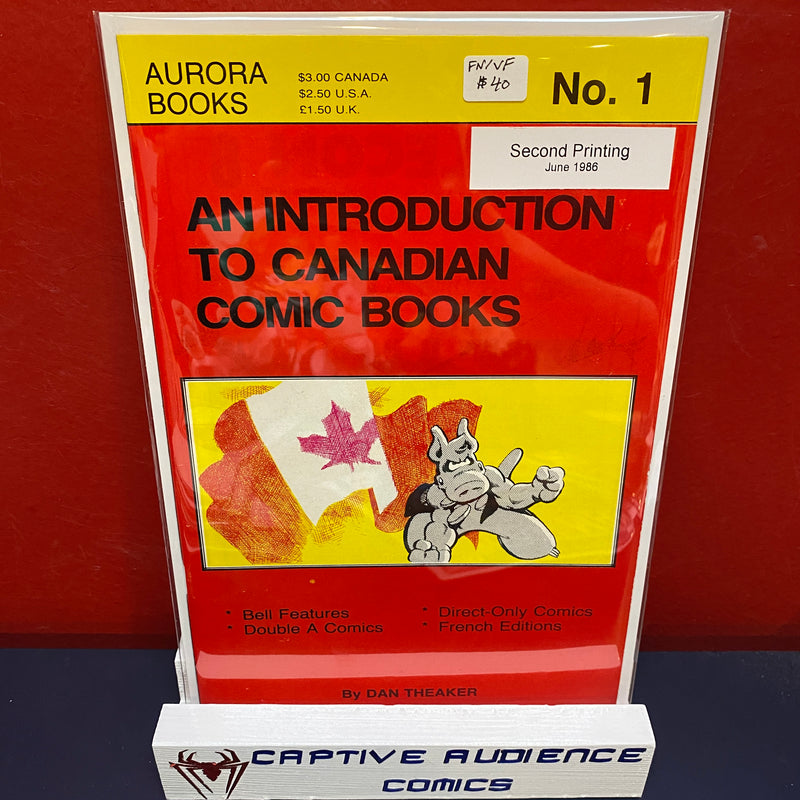 AURORA
BOOKS
$3.00 CANADA
$2.50 U.S.A.
£1.50 U.K.
FN/VF
$40
No. 1
Second Printing
June 1986
AN INTRODUCTION
TO CANADIAN
COMIC BOOKS
* Bell Features
* Double A Comics
* Direct-Only Comics
* French Editions
By DAN THEAKER
CAPTIVE AUDIENCE
COMICS